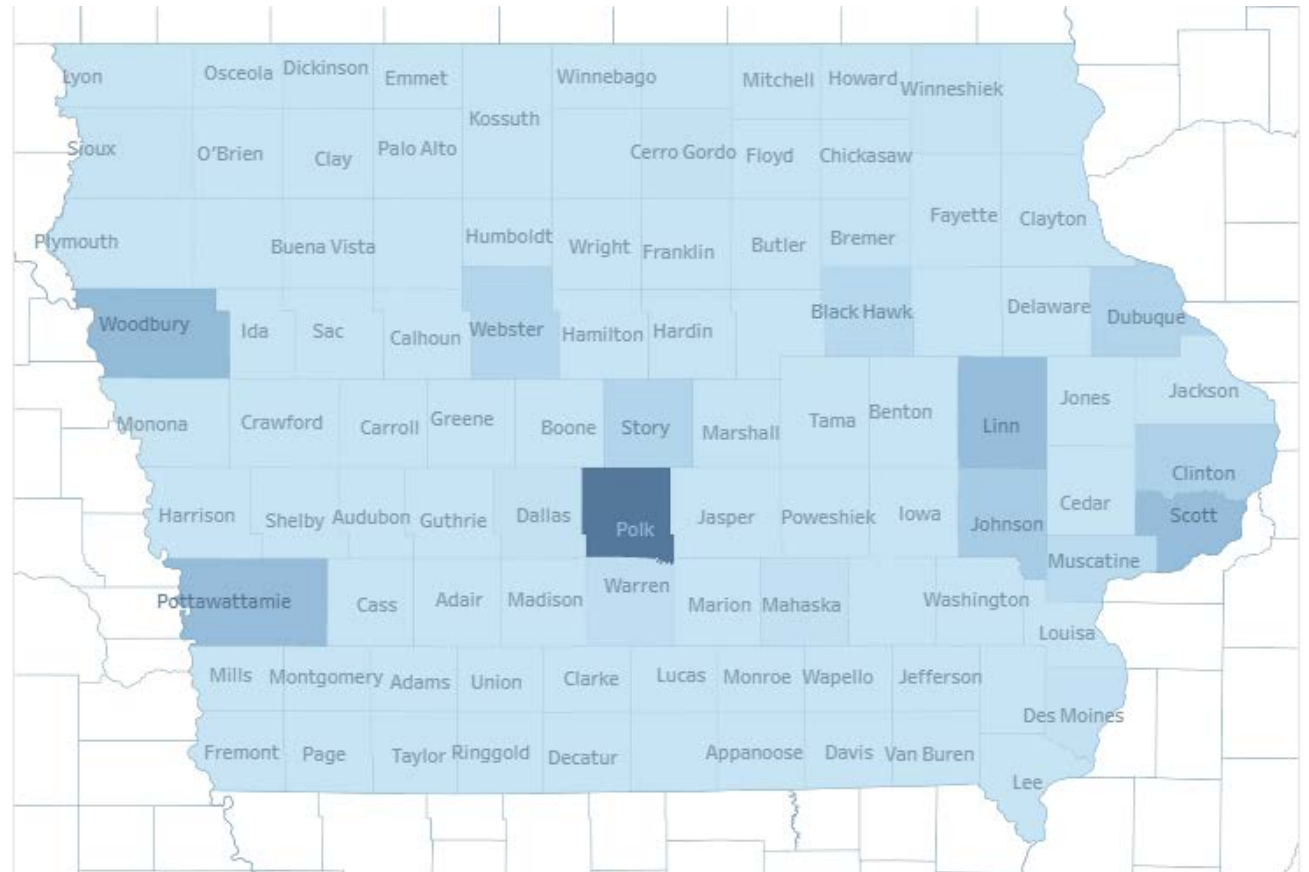 Lyon
Osceola
Dickinson
Emmet
Winnebago
Mitchell
Howard
Winneshiek
Kossuth
Sioux
O'Brien
Clay
Palo Alto
Cerro Gordo
Floyd
Chickasaw
Fayette
Clayton
Plymouth
Buena Vista
Humboldt
Wright
Franklin
Butler
Bremer
Woodbury
Ida
Sac
Calhoun
Webster
Hamilton
Hardin
Black Hawk
Delaware
Dubuque
Monona
Crawford
Carroll
Greene
Boone
Story
Marshall
Tama
Benton
Linn
Jones
Jackson
Clinton
Harrison
Shelby
Audubon
Guthrie
Dallas
Polk
Jasper
Poweshiek
Iowa
Johnson
Cedar
Scott
Muscatine
Pottawattamie
Cass
Adair
Madison
Warren
Marion
Mahaska
Washington
Louisa
Mills
Montgomery
Adams
Union
Clarke
Lucas
Monroe
Wapello
Jefferson
Des Moines
Fremont
Page
Taylor
Ringgold
Decatur
Appanoose
Davis
Van Buren
Lee